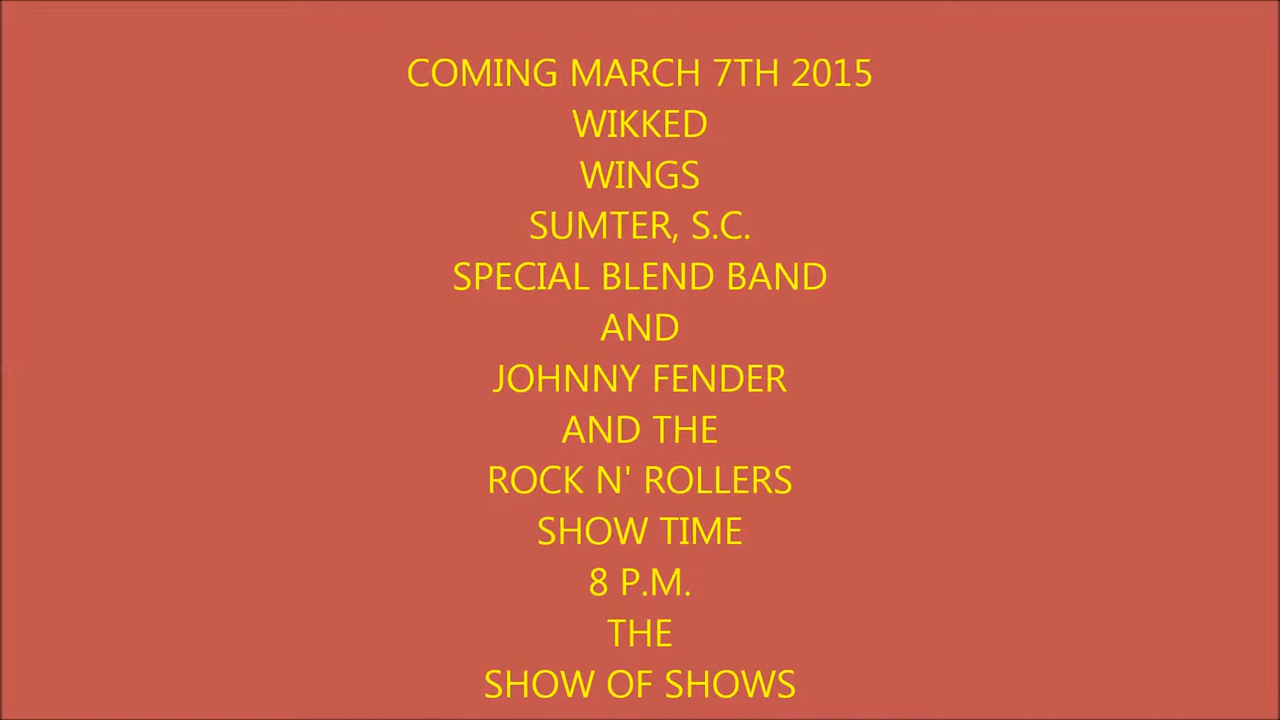 COMING MARCH 7TH 2015
WIKKED
WINGS
SUMTER, S.C.
SPECIAL BLEND BAND
AND
JOHNNY FENDER
AND THE
ROCK N' ROLLERS
SHOW TIME
8 P.M.
THE
SHOW OF SHOWS